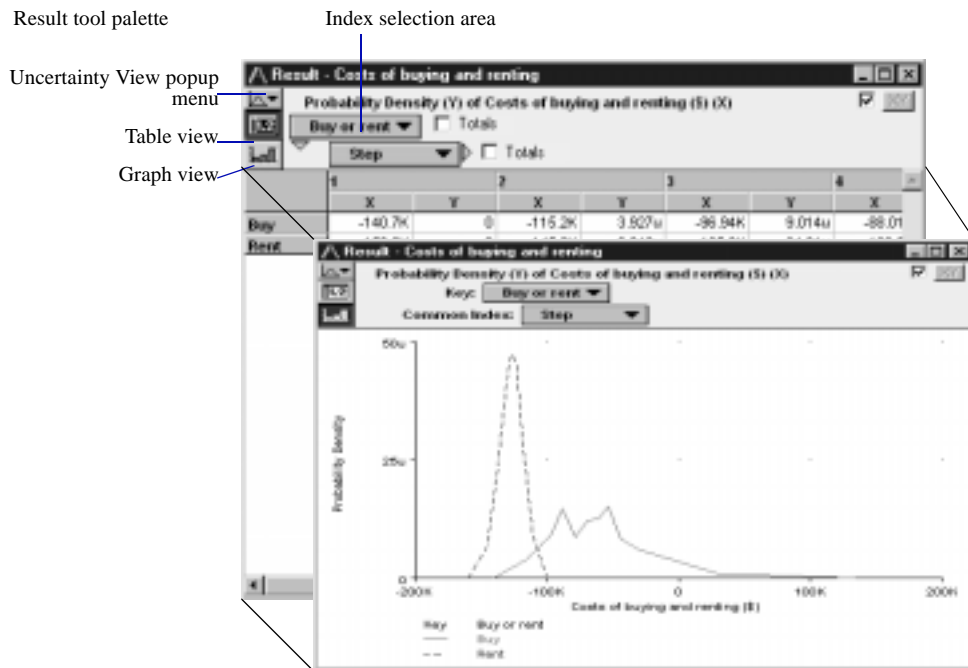 Result tool palette
Index selection area
Uncertainty View popup
menu
Table view
Graph view
Result - Costs of buying and renting
Probability Density (Y) of Costs of buying and renting ($) (X)
XY
Buy or rent
Totals
Step
Totals
1 2 3 4
X Y X Y X Y X
Buy -140.7K 0 -115.2K 3.927u -96.94K 9.014u -88.01
Rent
Result - Costs of buying and renting
Probability Density (Y) of Costs of buying and renting ($) (X)
XY
Key: Buy or rent
Common Index: Step
50u
25u
0
Probability Density
-200K -100K 0 100K 200K
Costs of buying and renting ($)
Key Buy or rent
Buy
Rent